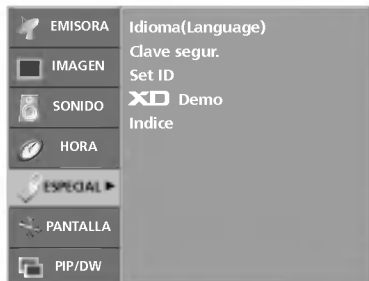 EMISORA
IMAGEN
SONIDO
HORA
ESPECIAL ▶
PANTALLA
PIP/DW
Idioma(Language)
Clave segur.
Set ID
XD Demo
Indice